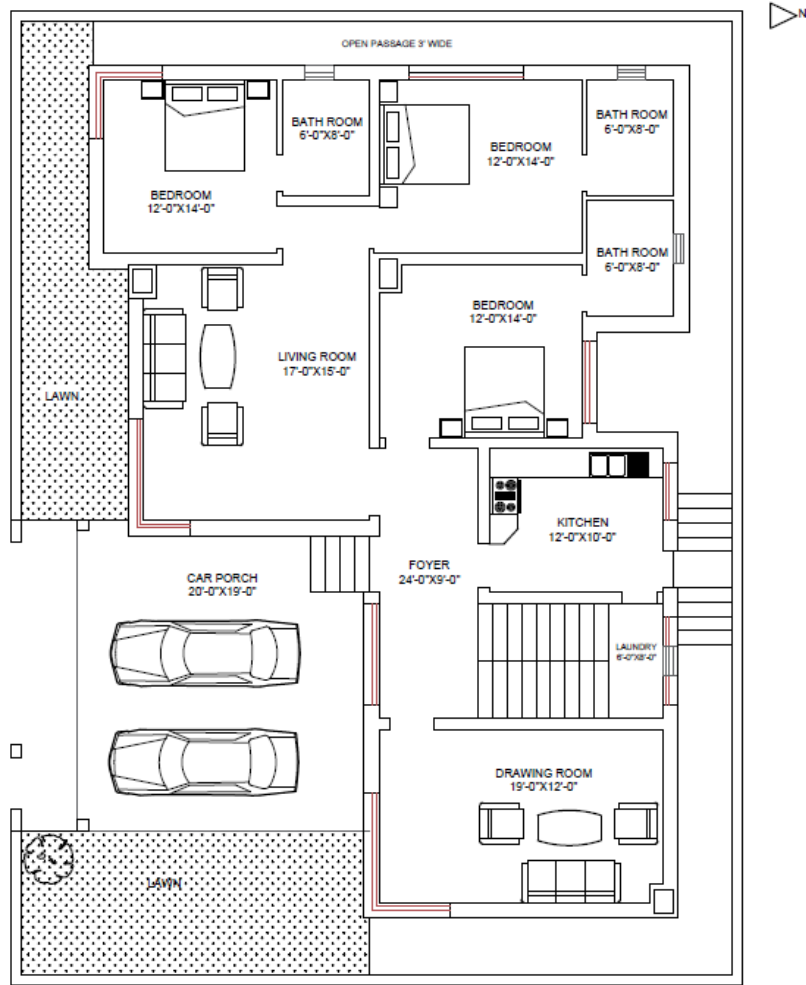 N
OPEN PASSAGE 3' WIDE
BATH ROOM
6'-0"X8'-0"
BEDROOM
12'-0"X14'-0"
BEDROOM
12'-0"X14'-0"
BATH ROOM
6'-0"X8'-0"
BATH ROOM
6'-0"X8'-0"
BEDROOM
12'-0"X14'-0"
LIVING ROOM
17'-0"X15'-0"
LAWN
KITCHEN
12'-0"X10'-0"
FOYER
24'-0"X9'-0"
CAR PORCH
20'-0"X19'-0"
LAUNDRY
6'-0"X8'-0"
DRAWING ROOM
19'-0"X12'-0"
LAWN